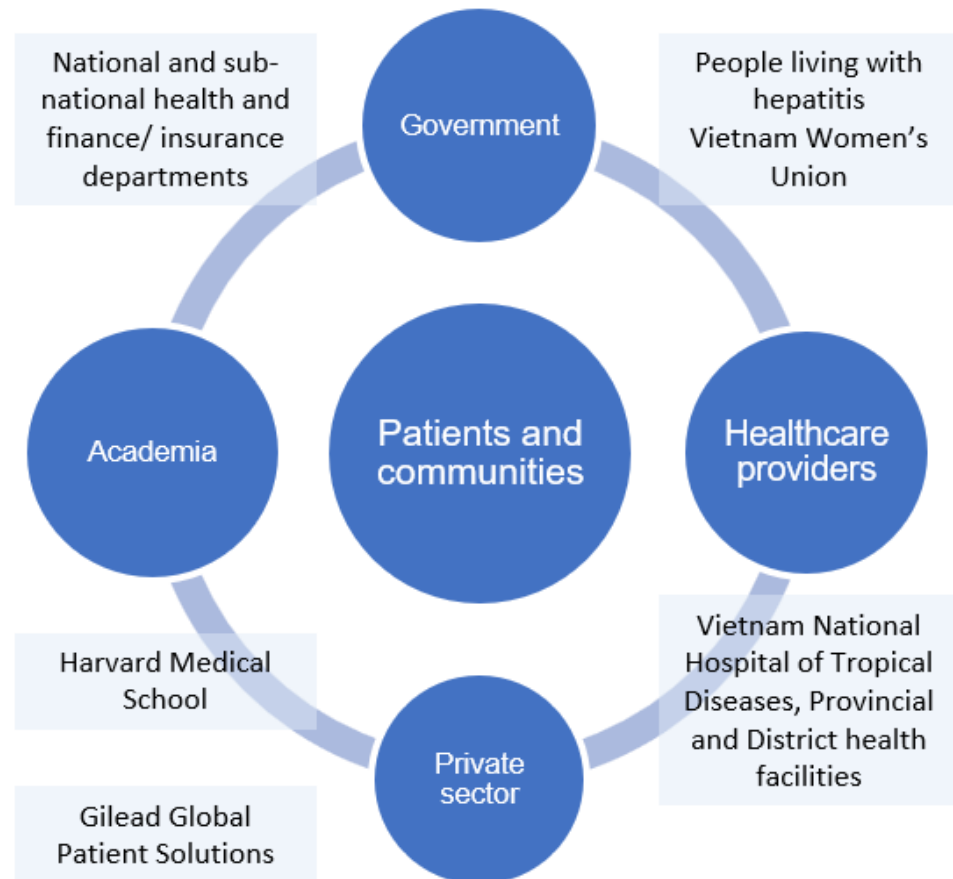 National and sub-
national health and
finance/ insurance
departments
Government
People living with
hepatitis
Vietnam Women’s
Union
Academia
Patients and
communities
Healthcare
providers
Harvard Medical
School
Vietnam National
Hospital of Tropical
Diseases, Provincial
and District health
facilities
Private
sector
Gilead Global
Patient Solutions